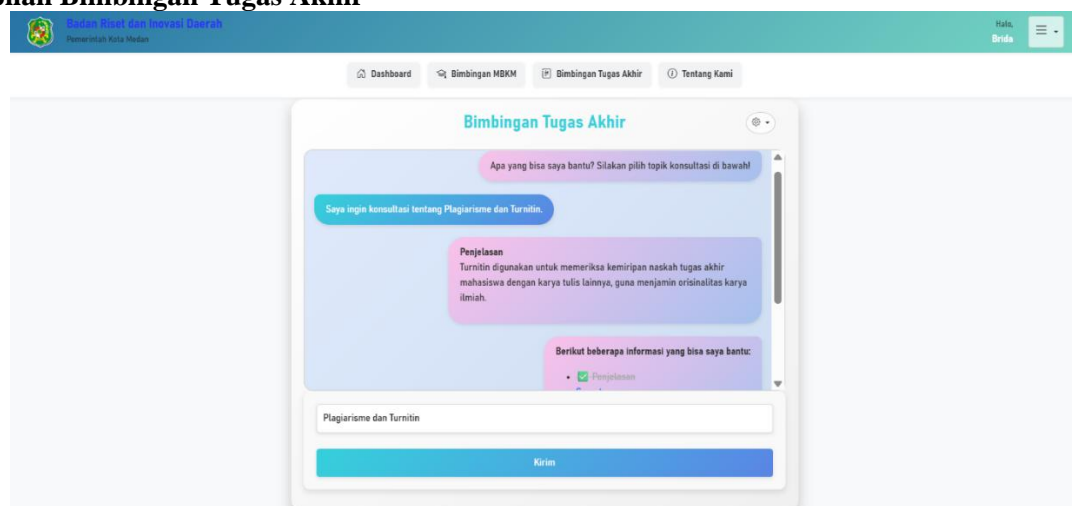 Bimbingan Tugas Akhir
Badan Riset dan Inovasi Daerah
Pemerintah Kota Medan
Halo,
Brida
Dashboard
Bimbingan MBKM
Bimbingan Tugas Akhir
Tentang Kami
Bimbingan Tugas Akhir
Apa yang bisa saya bantu? Silakan pilih topik konsultasi di bawah!
Saya ingin konsultasi tentang Plagiarisme dan Turnitin.
Penjelasan
Turnitin digunakan untuk memeriksa kemiripan naskah tugas akhir
mahasiswa dengan karya tulis lainnya, guna menjamin orisinalitas karya
ilmiah.
Berikut beberapa informasi yang bisa saya bantu:
• ✅ Penjelasan
Plagiarisme dan Turnitin
Kirim